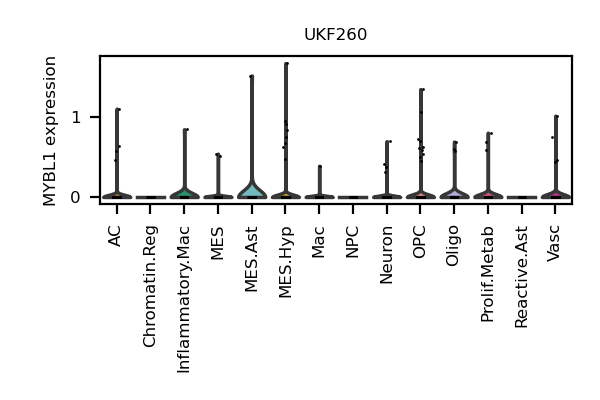 UKF260
MYBL1 expression
1
0
AC
Chromatin.Reg
Inflammatory.Mac
MES
MES.Ast
MES.Hyp
Mac
NPC
Neuron
OPC
Oligo
Prolif.Metab
Reactive.Ast
Vasc